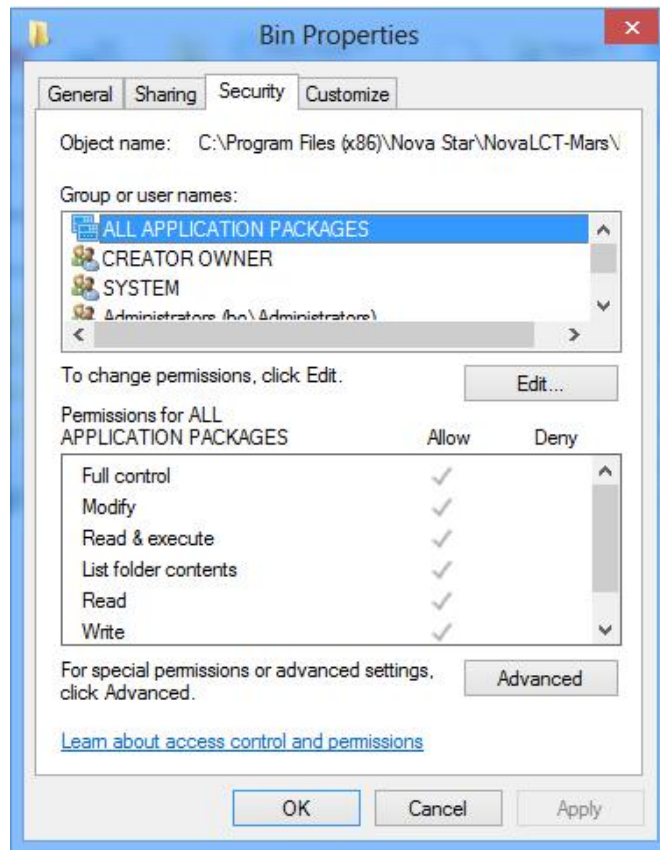 Bin Properties
General Sharing Security Customize
Object name: C:\Program Files (x86)\Nova Star\NovaLCT-Mars\
Group or user names:
ALL APPLICATION PACKAGES
CREATOR OWNER
SYSTEM
Administrators (bo\Administrators)
To change permissions, click Edit.
Edit...
Permissions for ALL
APPLICATION PACKAGES Allow Deny
Full control
Modify
Read & execute
List folder contents
Read
Write
For special permissions or advanced settings,
click Advanced.
Advanced
Learn about access control and permissions
OK Cancel Apply